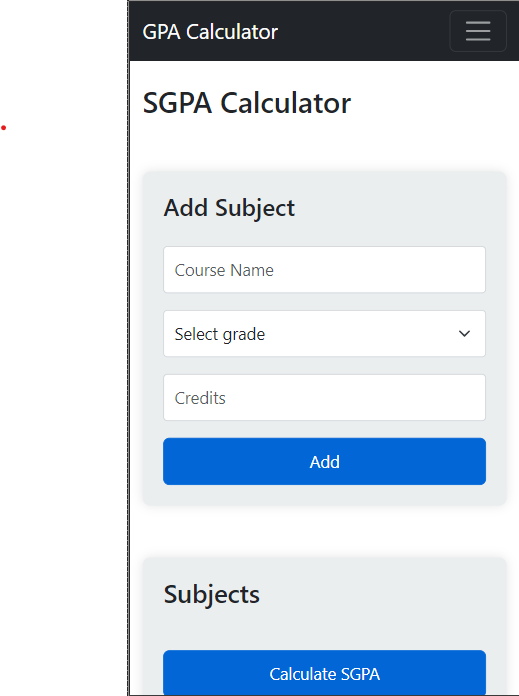 GPA Calculator
SGPA Calculator
Add Subject
Course Name
Select grade
Credits
Add
Subjects
Calculate SGPA